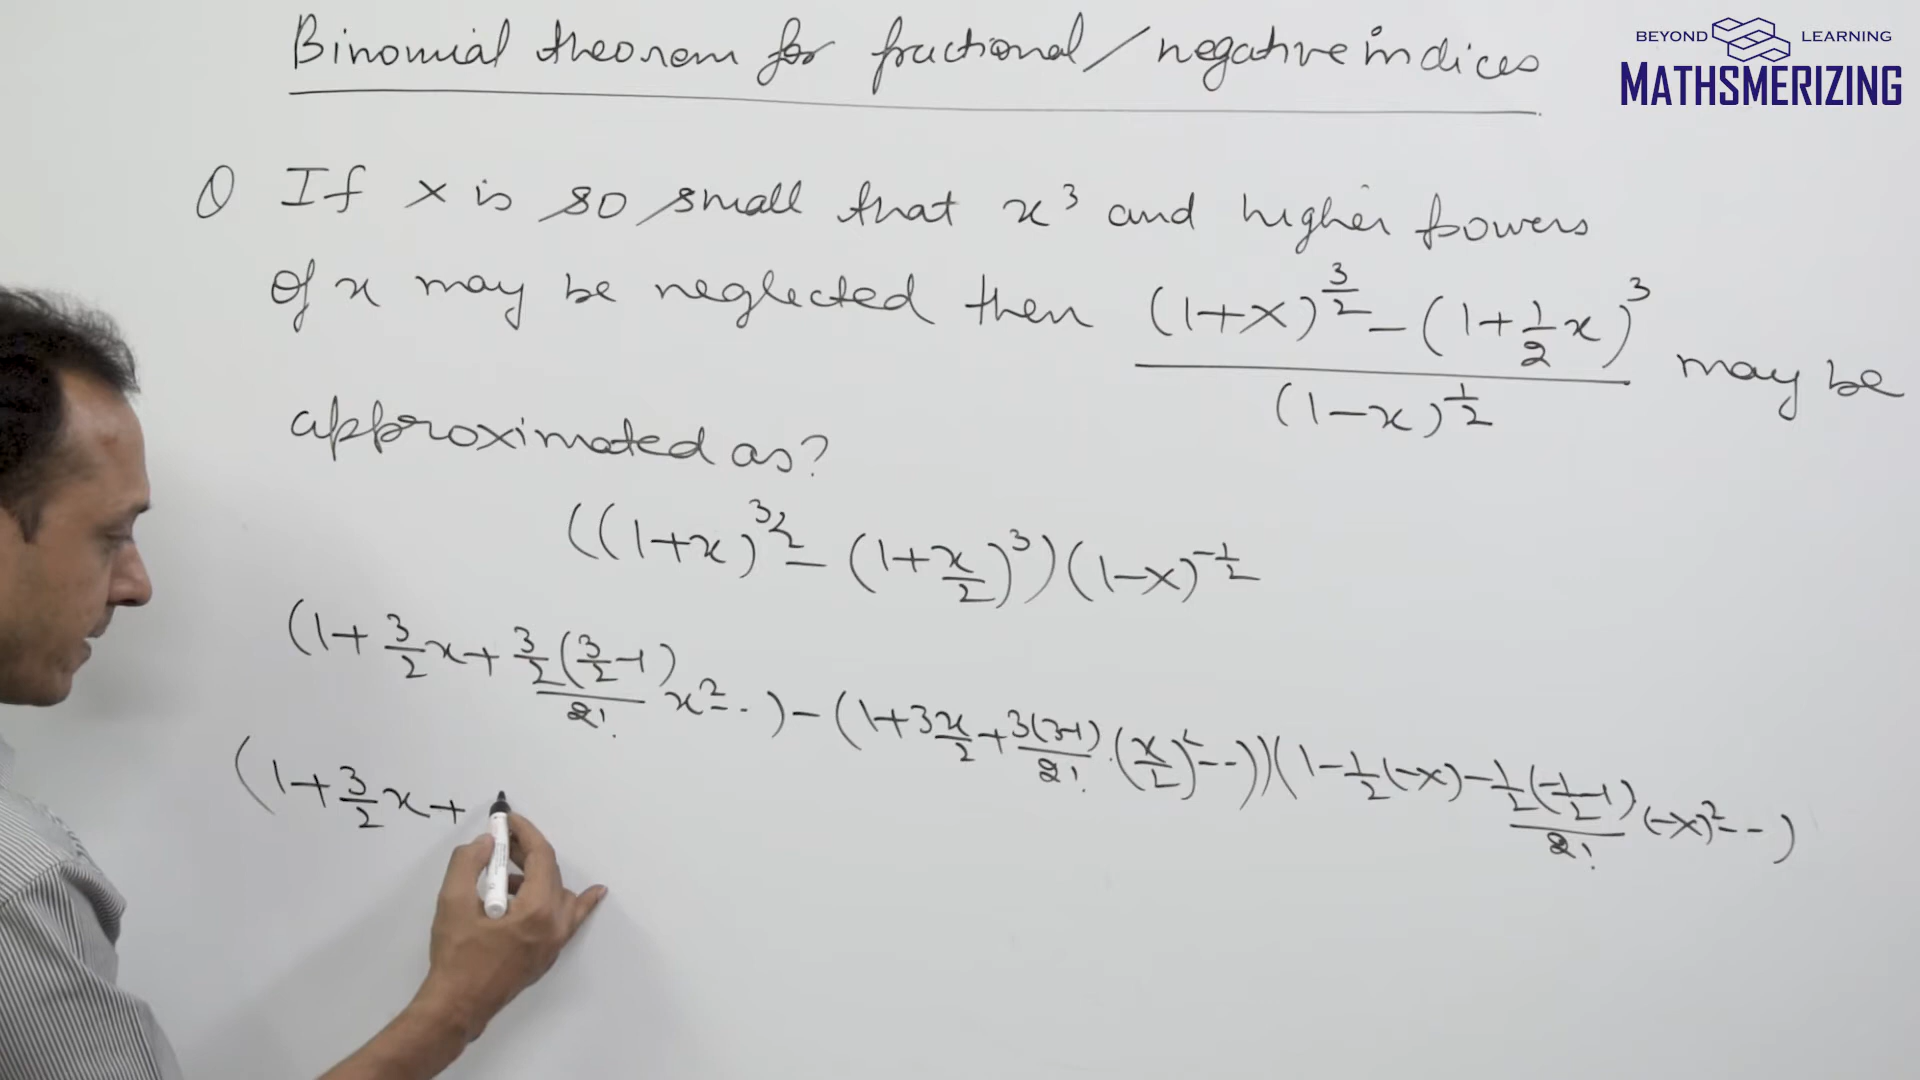 Binomial theorem for fractional/negative indices
BEYOND LEARNING
MATHSMERIZING
Q If x is so small that x³ and higher powers
of x may be neglected then ((1+x)^(3/2) - (1+1/2 x)^3)/((1-x)^(1/2)) may be
approximated as?
((1+x)^(3/2) - (1+x/2)^3)(1-x)^(-1/2)
(1+3/2 x+(3/2(3/2-1))/2! x²-.)-(1+3x/2+(3(3-1))/2!.(x/2)²--))(1-1/2(-x)-(1/2(-1/2-1))/2!(-x)²--)
(1+3/2 x+